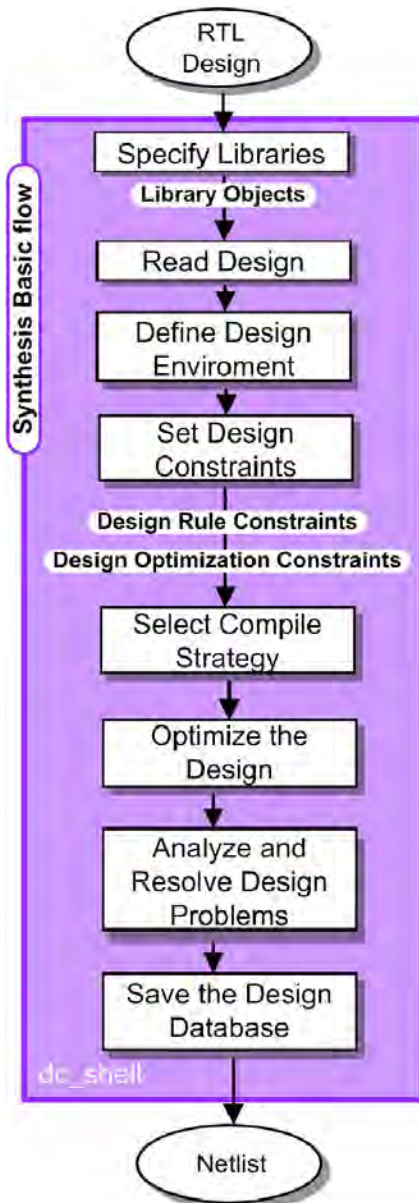 RTL
Design
Synthesis Basic flow
Specify Libraries
Library Objects
Read Design
Define Design
Enviroment
Set Design
Constraints
Design Rule Constraints
Design Optimization Constraints
Select Compile
Strategy
Optimize the
Design
Analyze and
Resolve Design
Problems
Save the Design
Database
dc_shell
Netlist